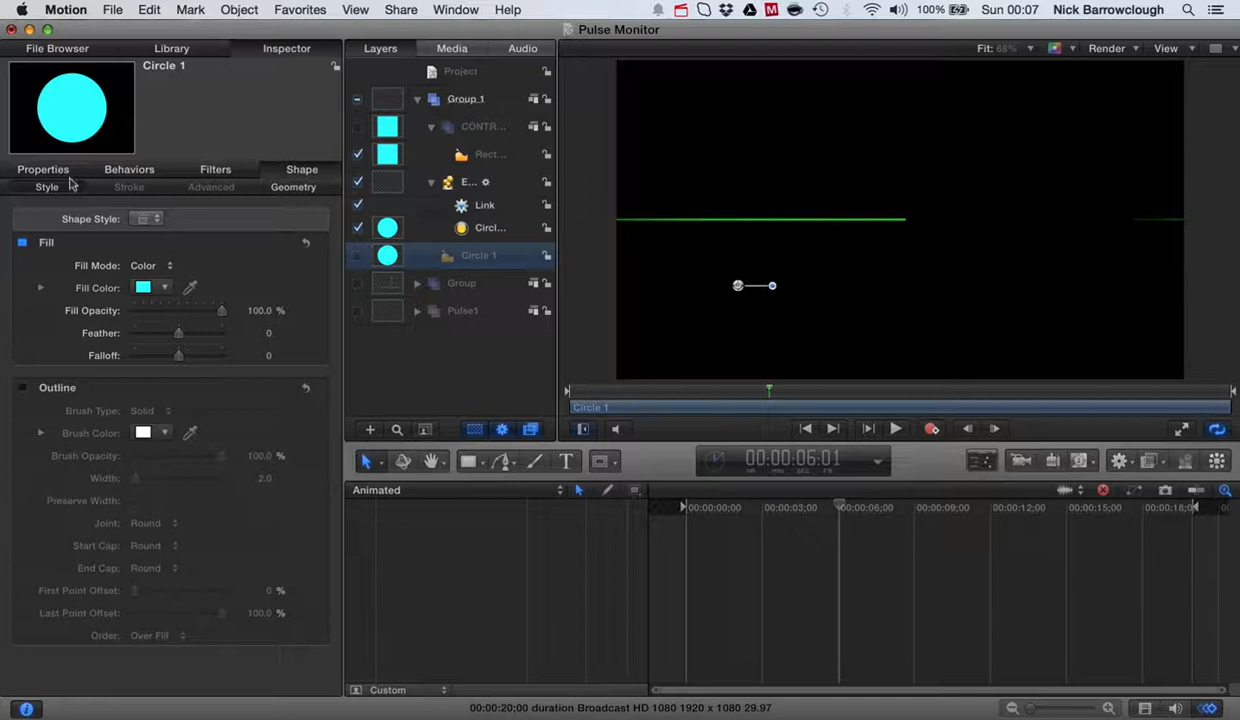 Motion File Edit Mark Object Favorites View Share Window Help 100% Sun 00:07 Nick Barrowclough
Pulse Monitor
File Browser Library Inspector Layers Media Audio Fit: 68% Render View
Circle 1
Project
Group 1
CONTR...
Rect...
E...
Link
Circl...
Circle 1
Group
Pulse1
Properties Behaviors Filters Shape
Style Stroke Advanced Geometry
Shape Style:
Fill
Fill Mode: Color
Fill Color:
Fill Opacity: 100.0 %
Feather: 0
Falloff: 0
Outline
Brush Type: Solid
Brush Color:
Brush Opacity: 100.0 %
Width: 2.0
Preserve Width:
Joint: Round
Start Cap: Round
End Cap: Round
First Point Offset: 0 %
Last Point Offset: 100.0 %
Order: Over Fill
Circle 1
00:00:06:01
Animated
00:00:00;00 00:00:03;00 00:00:06;00 00:00:09;00 00:00:12;00 00:00:15;00 00:00:18;0
Custom
00:00:20;00 duration Broadcast HD 1080 1920 x 1080 29.97